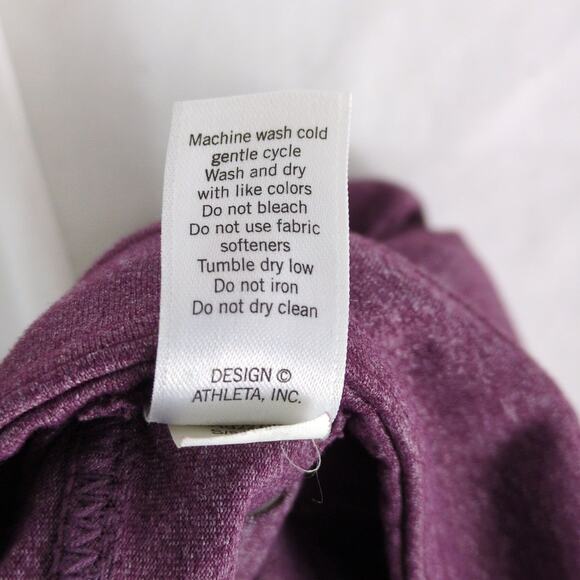 Machine wash cold
gentle cycle
Wash and dry
with like colors
Do not bleach
Do not use fabric
softeners
Tumble dry low
Do not iron
Do not dry clean
DESIGN ©
ATHLETA, INC.